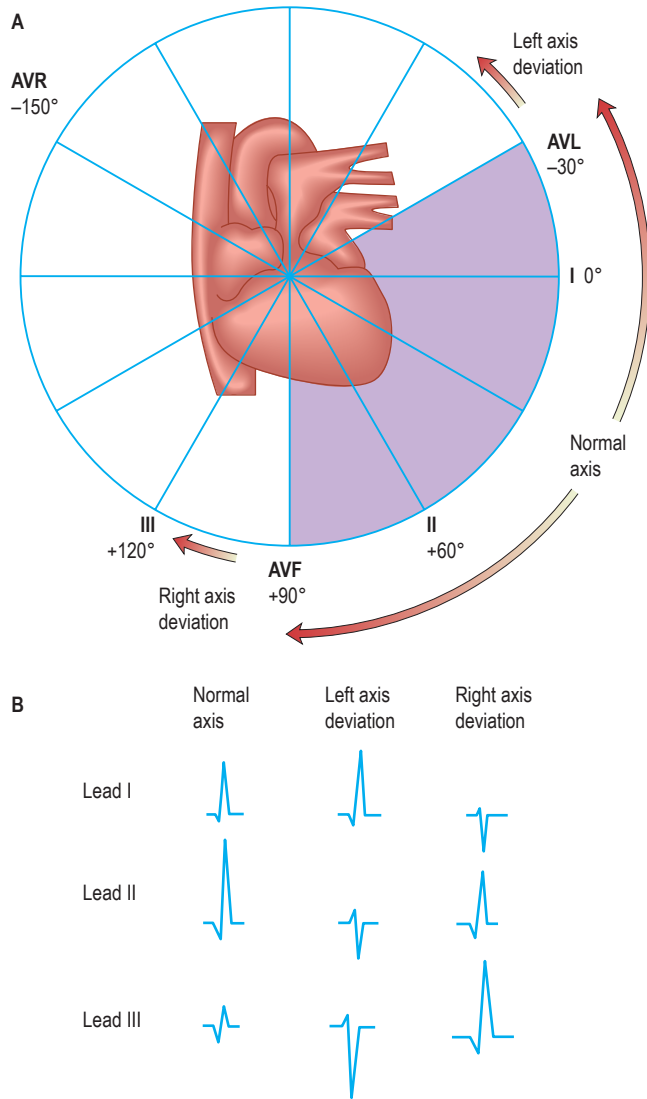 A
Left axis
deviation
AVR
–150°
AVL
–30°
I 0°
Normal
axis
III
+120°
II
+60°
AVF
+90°
Right axis
deviation
B
Normal
axis
Left axis
deviation
Right axis
deviation
Lead I
Lead II
Lead III